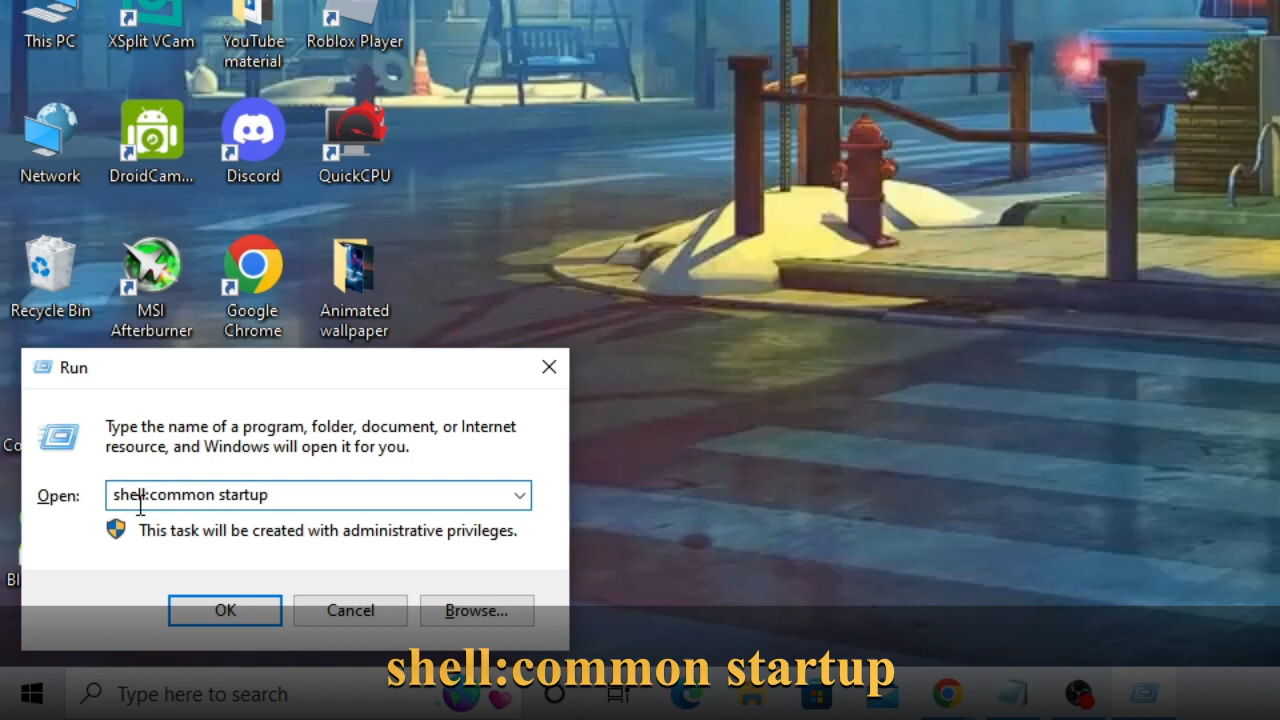 This PC
XSplit VCam
YouTube
material
Roblox Player
Network
DroidCam...
Discord
QuickCPU
Recycle Bin
MSI
Afterburner
Google
Chrome
Animated
wallpaper
Run
Type the name of a program, folder, document, or Internet
resource, and Windows will open it for you.
Co
Open:
shell:common startup
This task will be created with administrative privileges.
Bl
OK
Cancel
Browse...
shell:common startup
Type here to search